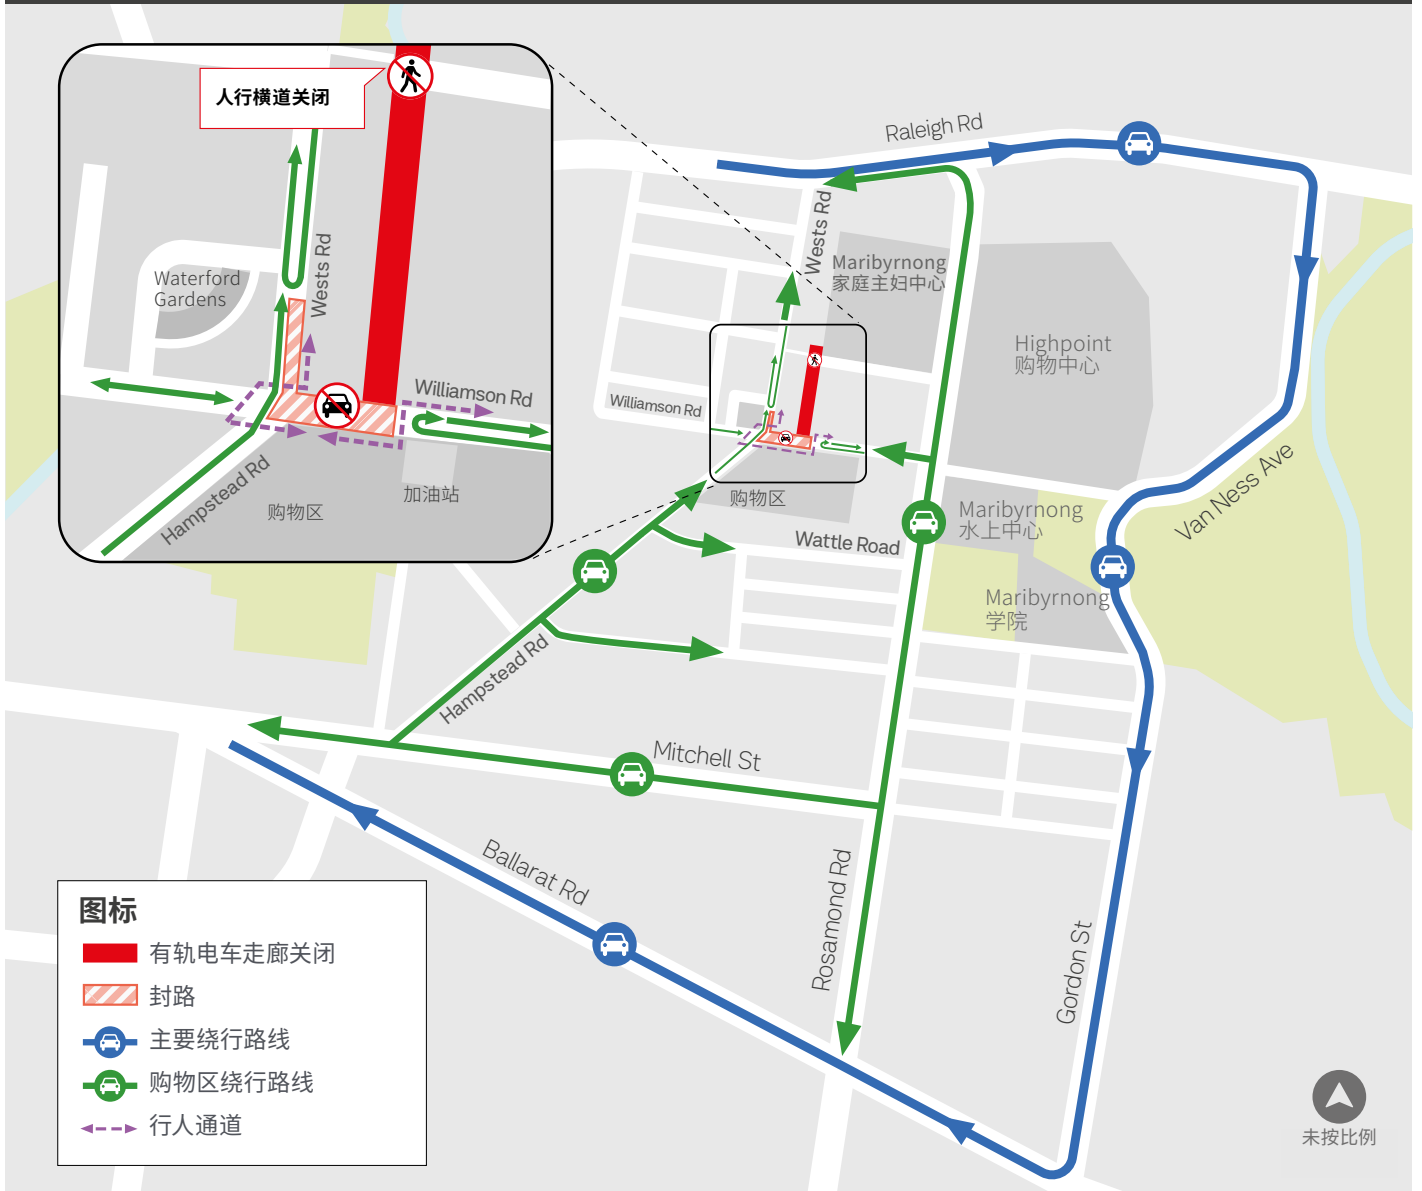 人行横道关闭
Wests Rd
Waterford
Gardens
Williamson Rd
Hampstead Rd
加油站
购物区
Raleigh Rd
Wests Rd
Maribyrnong
家庭主妇中心
Highpoint
购物中心
Williamson Rd
购物区
Van Ness Ave
Maribyrnong
水上中心
Wattle Road
Maribyrnong
学院
Hampstead Rd
Mitchell St
Ballarat Rd
Rosamond Rd
Gordon St
图标
有轨电车走廊关闭
封路
主要绕行路线
购物区绕行路线
行人通道
未按比例